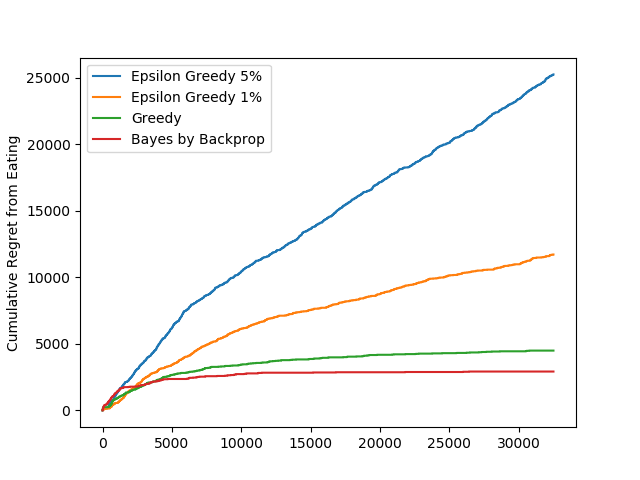 Epsilon Greedy 5%
Epsilon Greedy 1%
Greedy
Bayes by Backprop
Cumulative Regret from Eating
25000
20000
15000
10000
5000
0
0 5000 10000 15000 20000 25000 30000